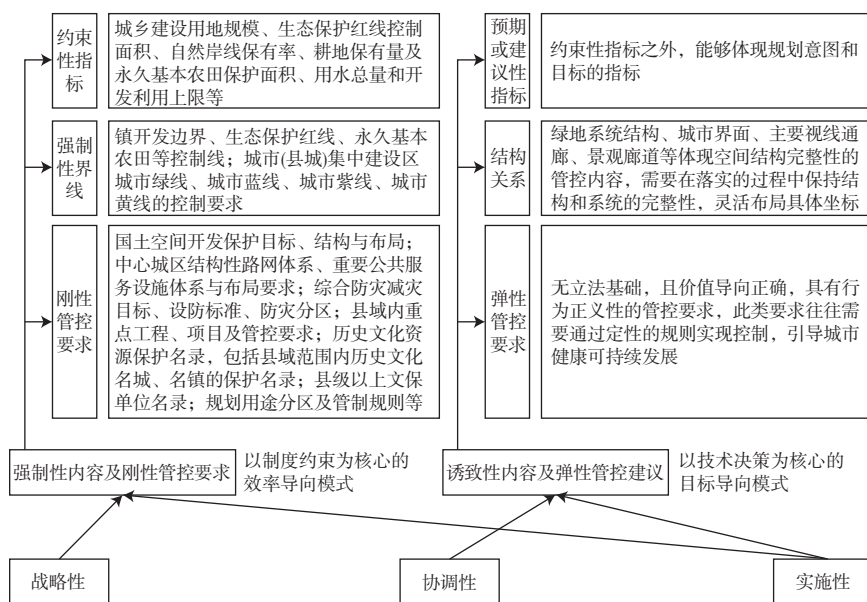 约束
性指
标
城乡建设用地规模、生态保护红线控制
面积、自然岸线保有率、耕地保有量及
永久基本农田保护面积、用水总量和开
发利用上限等
强制
性界
线
镇开发边界、生态保护红线、永久基本
农田等控制线；城市(县城)集中建设区
城市绿线、城市蓝线、城市紫线、城市
黄线的控制要求
刚性
管控
要求
国土空间开发保护目标、结构与布局；
中心城区结构性路网体系、重要公共服
务设施体系与布局要求；综合防灾减灾
目标、设防标准、防灾分区；县域内重
点工程、项目及管控要求；历史文化资
源保护名录，包括县域范围内历史文化
名城、名镇的保护名录；县级以上文保
单位名录；规划用途分区及管制规则等
预期
或建
议性
指标
约束性指标之外，能够体现规划意图和
目标的指标
结构
关系
绿地系统结构、城市界面、主要视线通
廊、景观廊道等体现空间结构完整性的
管控内容，需要在落实的过程中保持结
构和系统的完整性，灵活布局具体坐标
弹性
管控
要求
无立法基础，且价值导向正确，具有行
为正义性的管控要求，此类要求往往需
要通过定性的规则实现控制，引导城市
健康可持续发展
强制性内容及刚性管控要求
以制度约束为核心的
效率导向模式
诱致性内容及弹性管控建议
以技术决策为核心的
目标导向模式
战略性
协调性
实施性